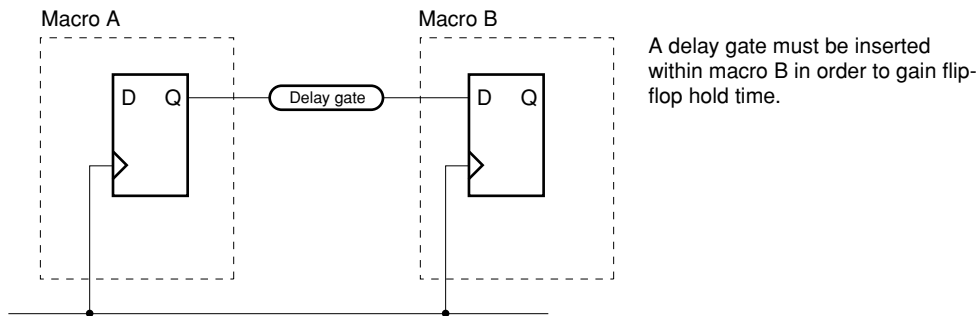 Macro A
Macro B
A delay gate must be inserted
within macro B in order to gain flip-
flop hold time.
D Q
Delay gate
D Q